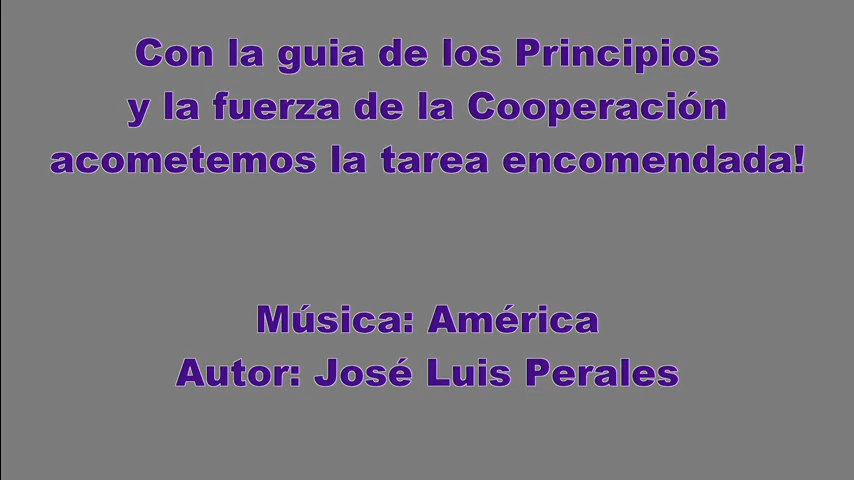 Con la guia de los Principios
y la fuerza de la Cooperación
acometemos la tarea encomendada!
Música: América
Autor: José Luis Perales